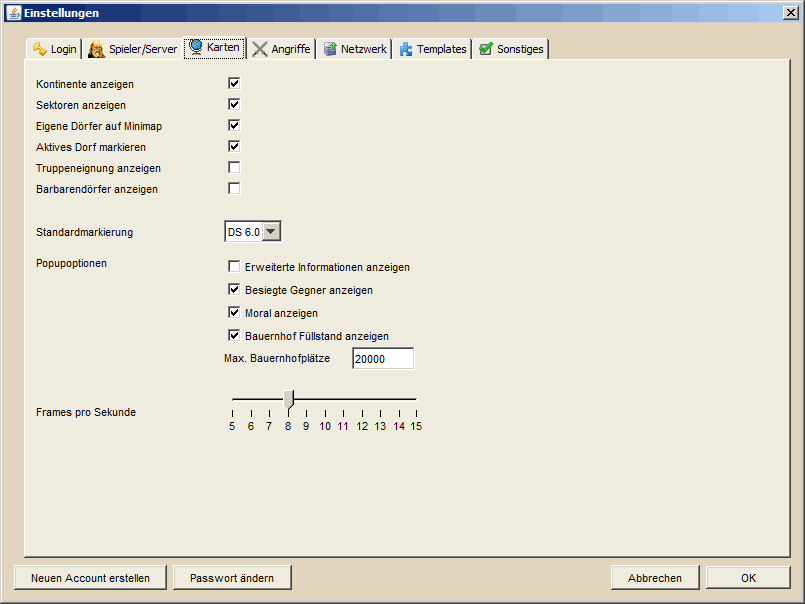 Einstellungen
Login Spieler/Server Karten Angriffe Netzwerk Templates Sonstiges
Kontinente anzeigen
Sektoren anzeigen
Eigene Dörfer auf Minimap
Aktives Dorf markieren
Truppeneignung anzeigen
Barbarendörfer anzeigen
Standardmarkierung DS 6.0
Popupoptionen
Erweiterte Informationen anzeigen
Besiegte Gegner anzeigen
Moral anzeigen
Bauernhof Füllstand anzeigen
Max. Bauernhofplätze 20000
Frames pro Sekunde
5 6 7 8 9 10 11 12 13 14 15
Neuen Account erstellen Passwort ändern Abbrechen OK